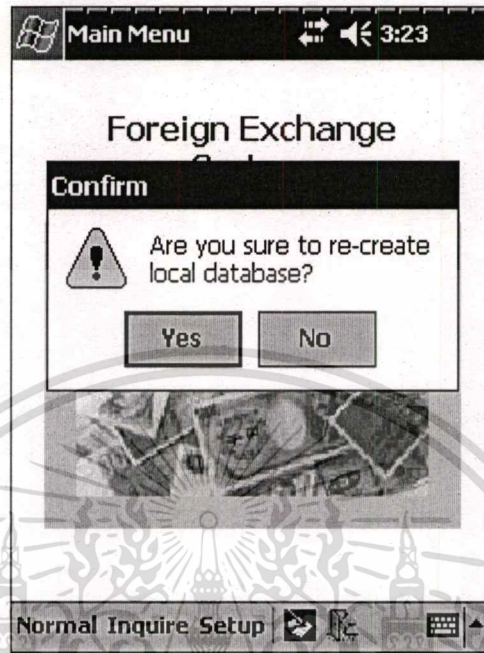 Main Menu 3:23
Foreign Exchange
Confirm
Are you sure to re-create
local database?
Yes No
Normal Inquire Setup